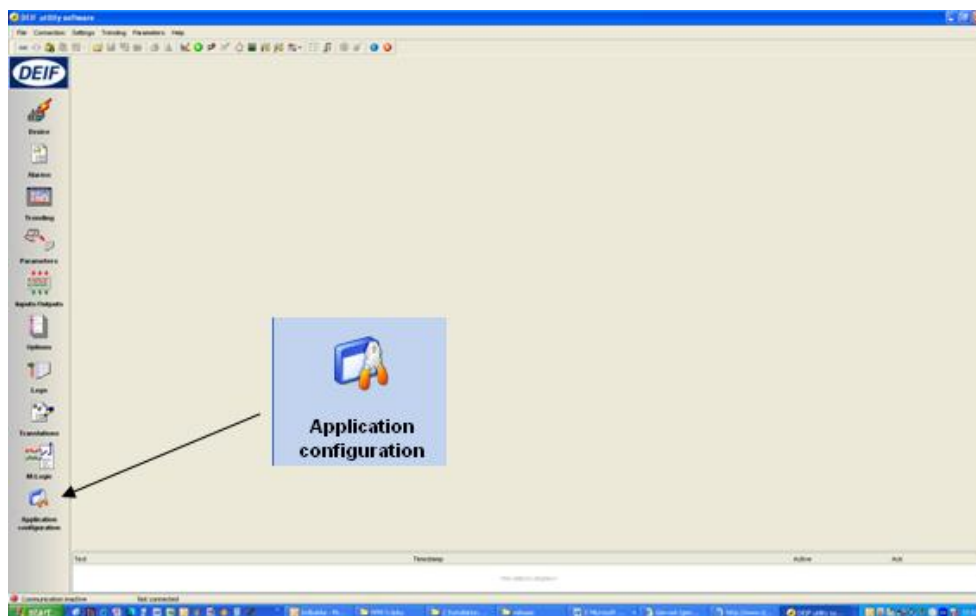 DEIF utility software
File Connection Settings Trending Parameters Help
DEIF
Device
Alarms
Trending
Parameters
Inputs/Outputs
Options
Logs
Translations
M-Logic
Application
configuration
Application
configuration
Text Timestamp Active Ack
Communication inactive Not connected
start